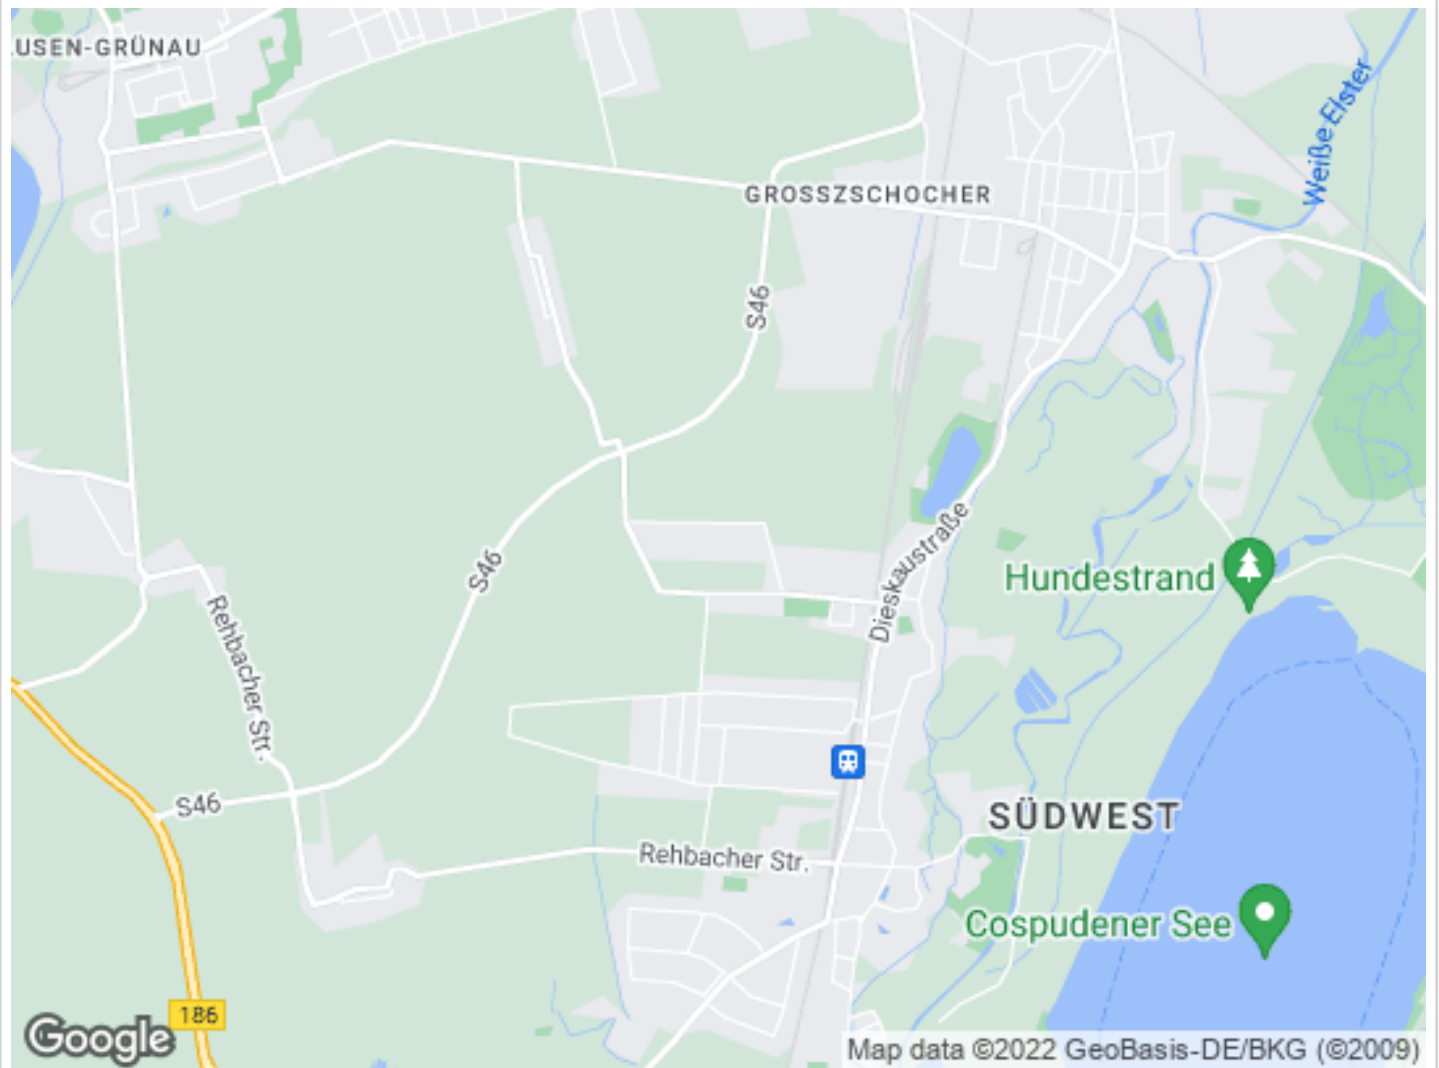 USEN-GRÜNAU
Weiße Elster
GROSSZSCHOCHER
S46
Dieskaustraße
S46
Hundestrand
Rehbacher Str.
S46
SÜDWEST
Rehbacher Str.
Cospudener See
186
Google
Map data ©2022 GeoBasis-DE/BKG (©2009)